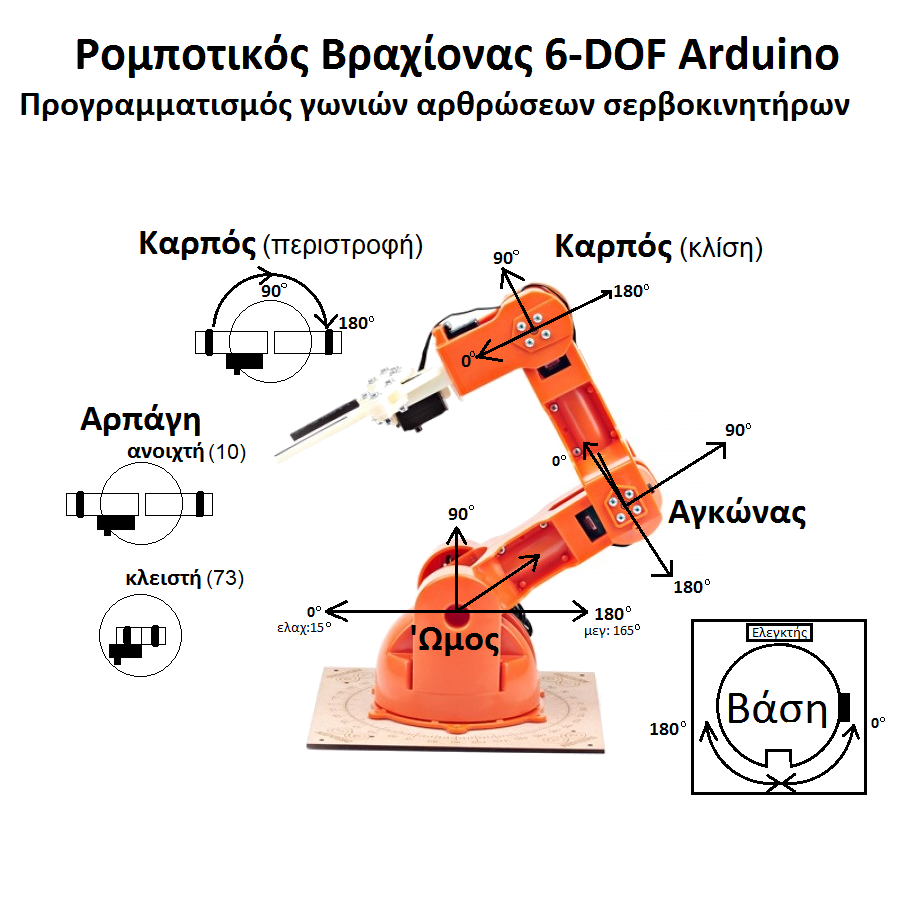 Ρομποτικός Βραχίονας 6-DOF Arduino
Προγραμματισμός γωνιών αρθρώσεων σερβοκινητήρων
Καρπός (περιστροφή)
90°
180°
Καρπός (κλίση)
90°
180°
0°
Αρπάγη
ανοιχτή (10)
κλειστή (73)
90°
0°
Αγκώνας
180°
90°
0°
ελαχ:15°
180°
μεγ: 165°
'Ωμος
Ελεγκτής
Βάση
180°
0°